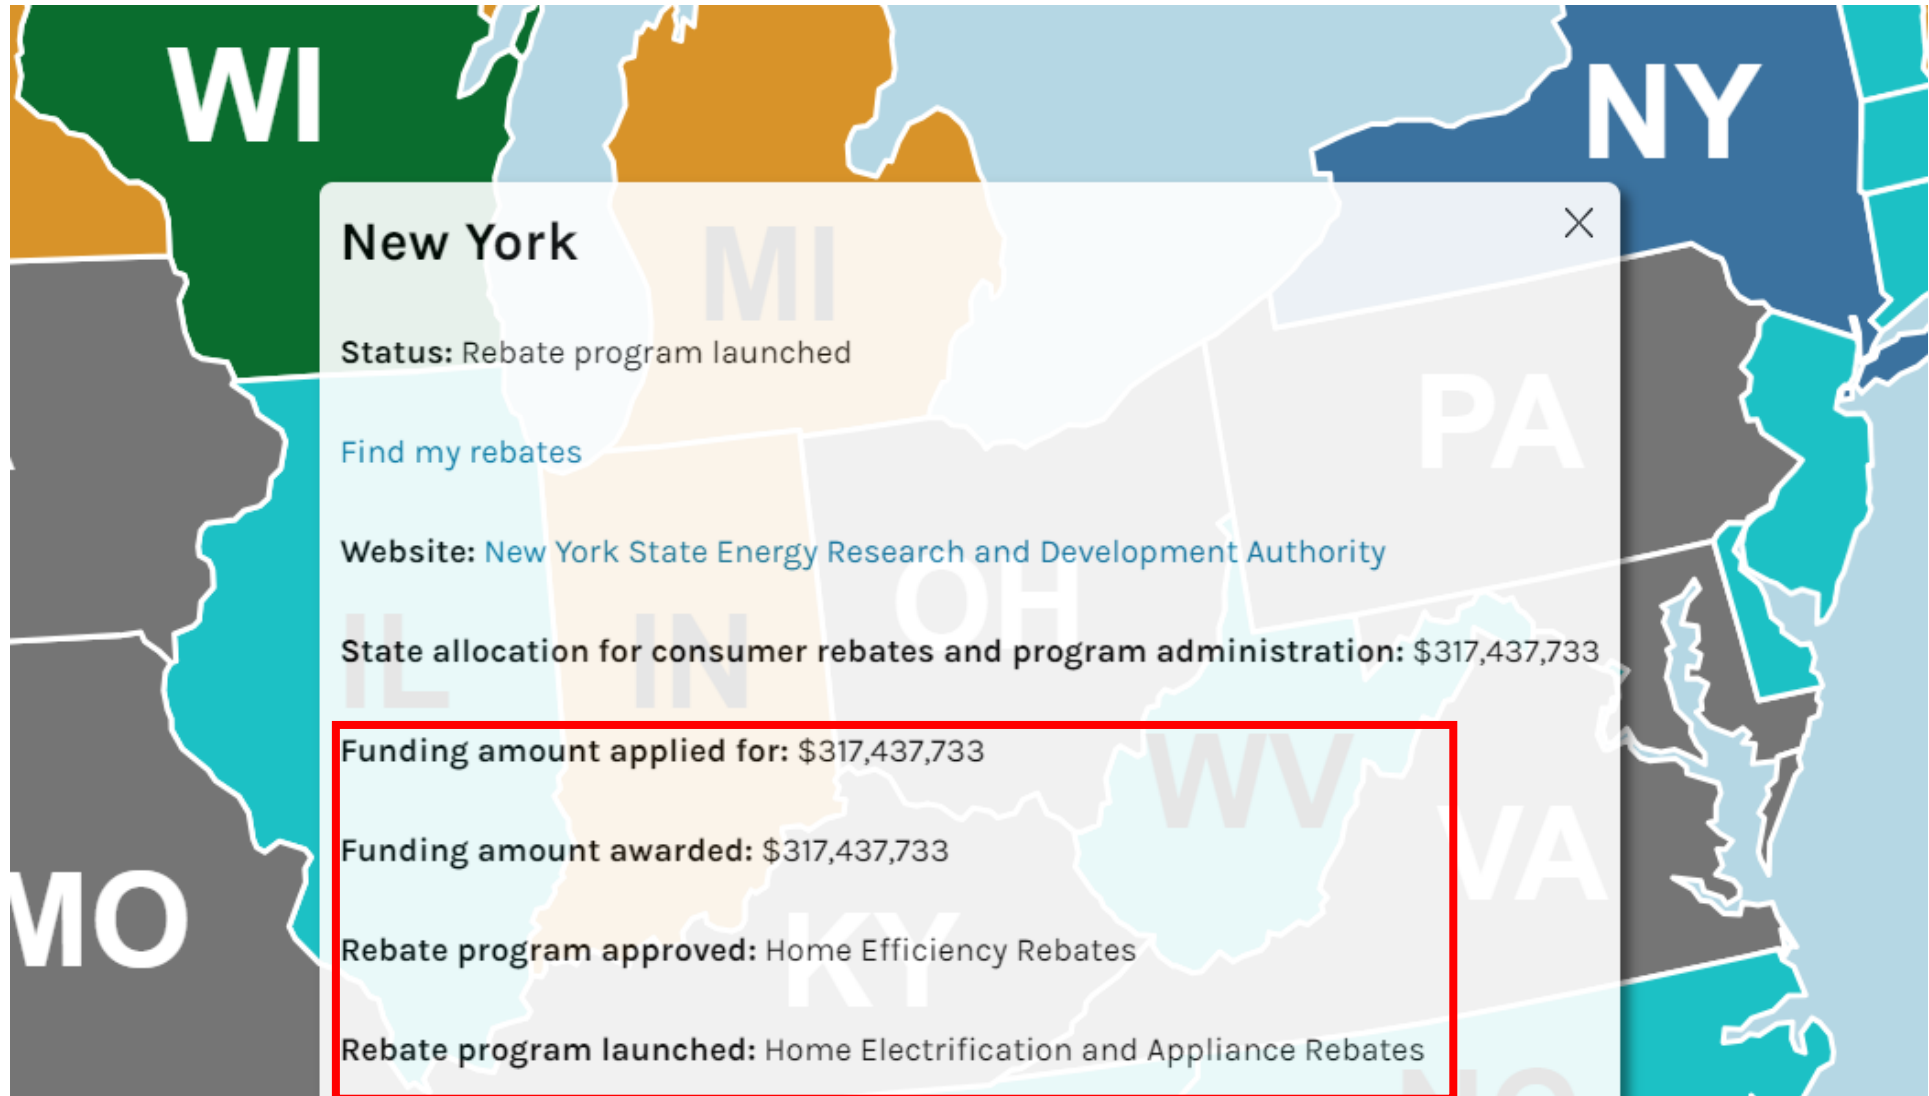 WI
NY
New York
MI
Status: Rebate program launched
PA
Find my rebates
Website: New York State Energy Research and Development Authority
OH
IL
IN
State allocation for consumer rebates and program administration: $317,437,733
Funding amount applied for: $317,437,733
WV
Funding amount awarded: $317,437,733
VA
MO
KY
Rebate program approved: Home Efficiency Rebates
Rebate program launched: Home Electrification and Appliance Rebates
NC